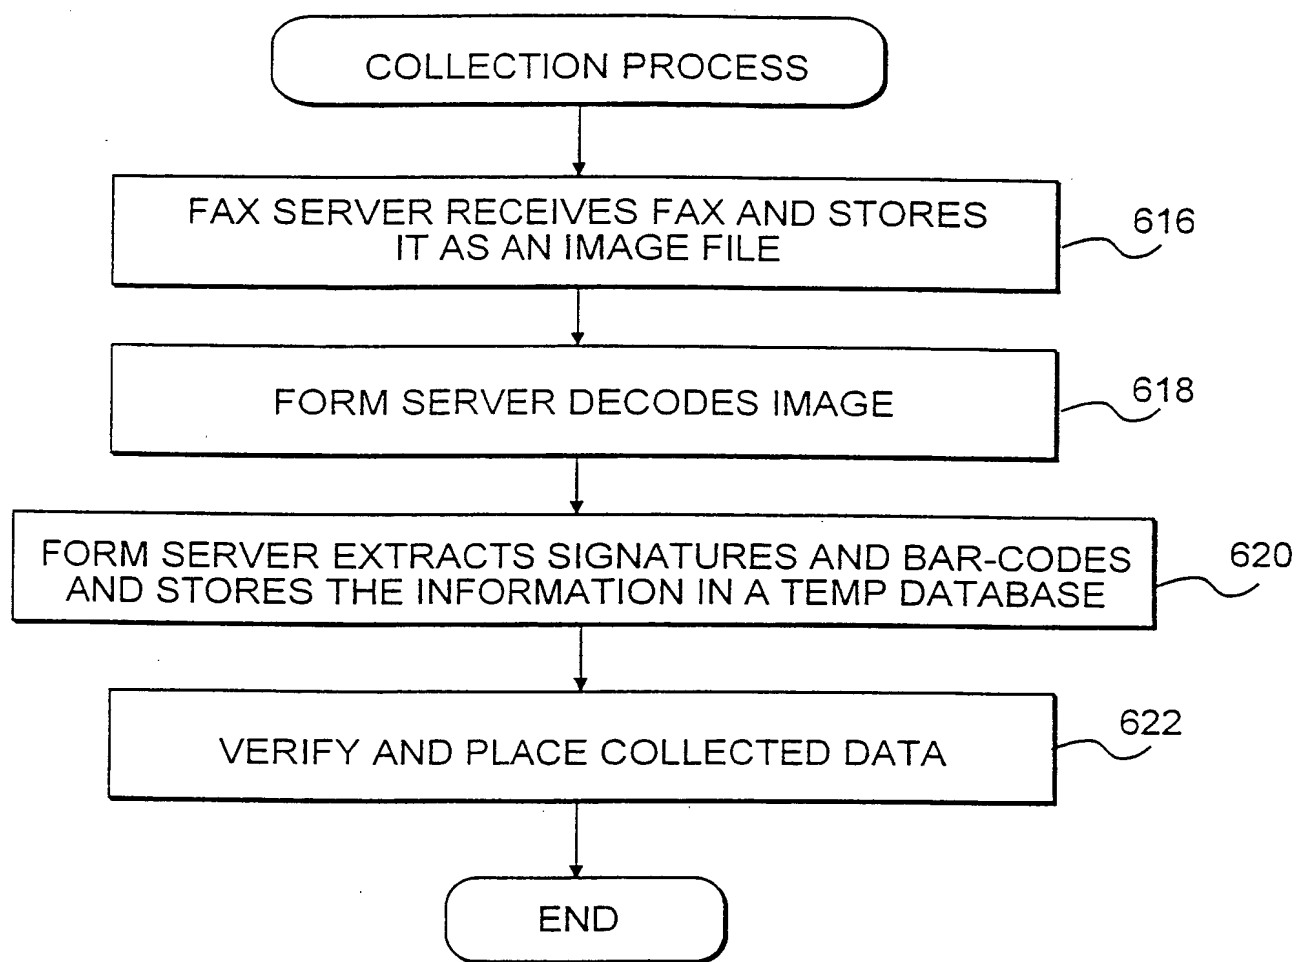 COLLECTION PROCESS
FAX SERVER RECEIVES FAX AND STORES
IT AS AN IMAGE FILE
616
FORM SERVER DECODES IMAGE
618
FORM SERVER EXTRACTS SIGNATURES AND BAR-CODES
AND STORES THE INFORMATION IN A TEMP DATABASE
620
VERIFY AND PLACE COLLECTED DATA
622
END